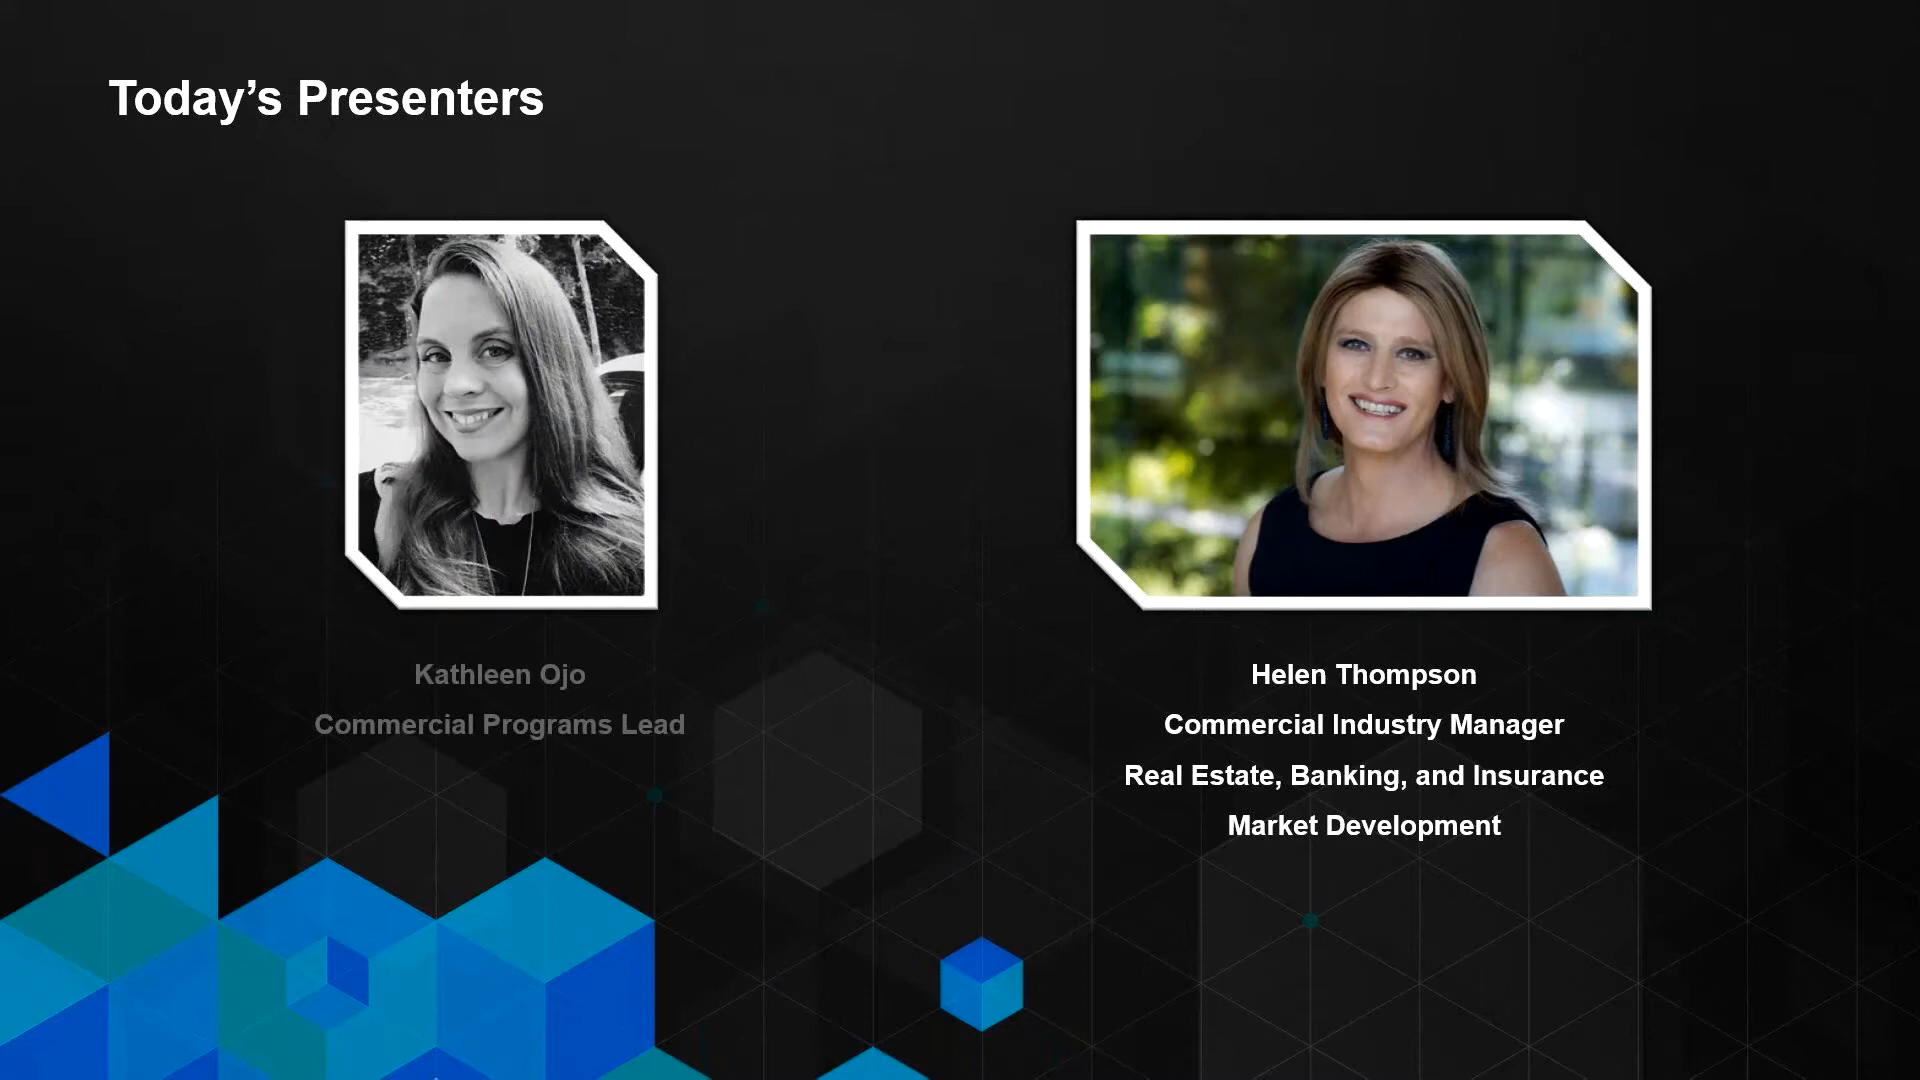 Today’s Presenters
Kathleen Ojo
Commercial Programs Lead
Helen Thompson
Commercial Industry Manager
Real Estate, Banking, and Insurance
Market Development